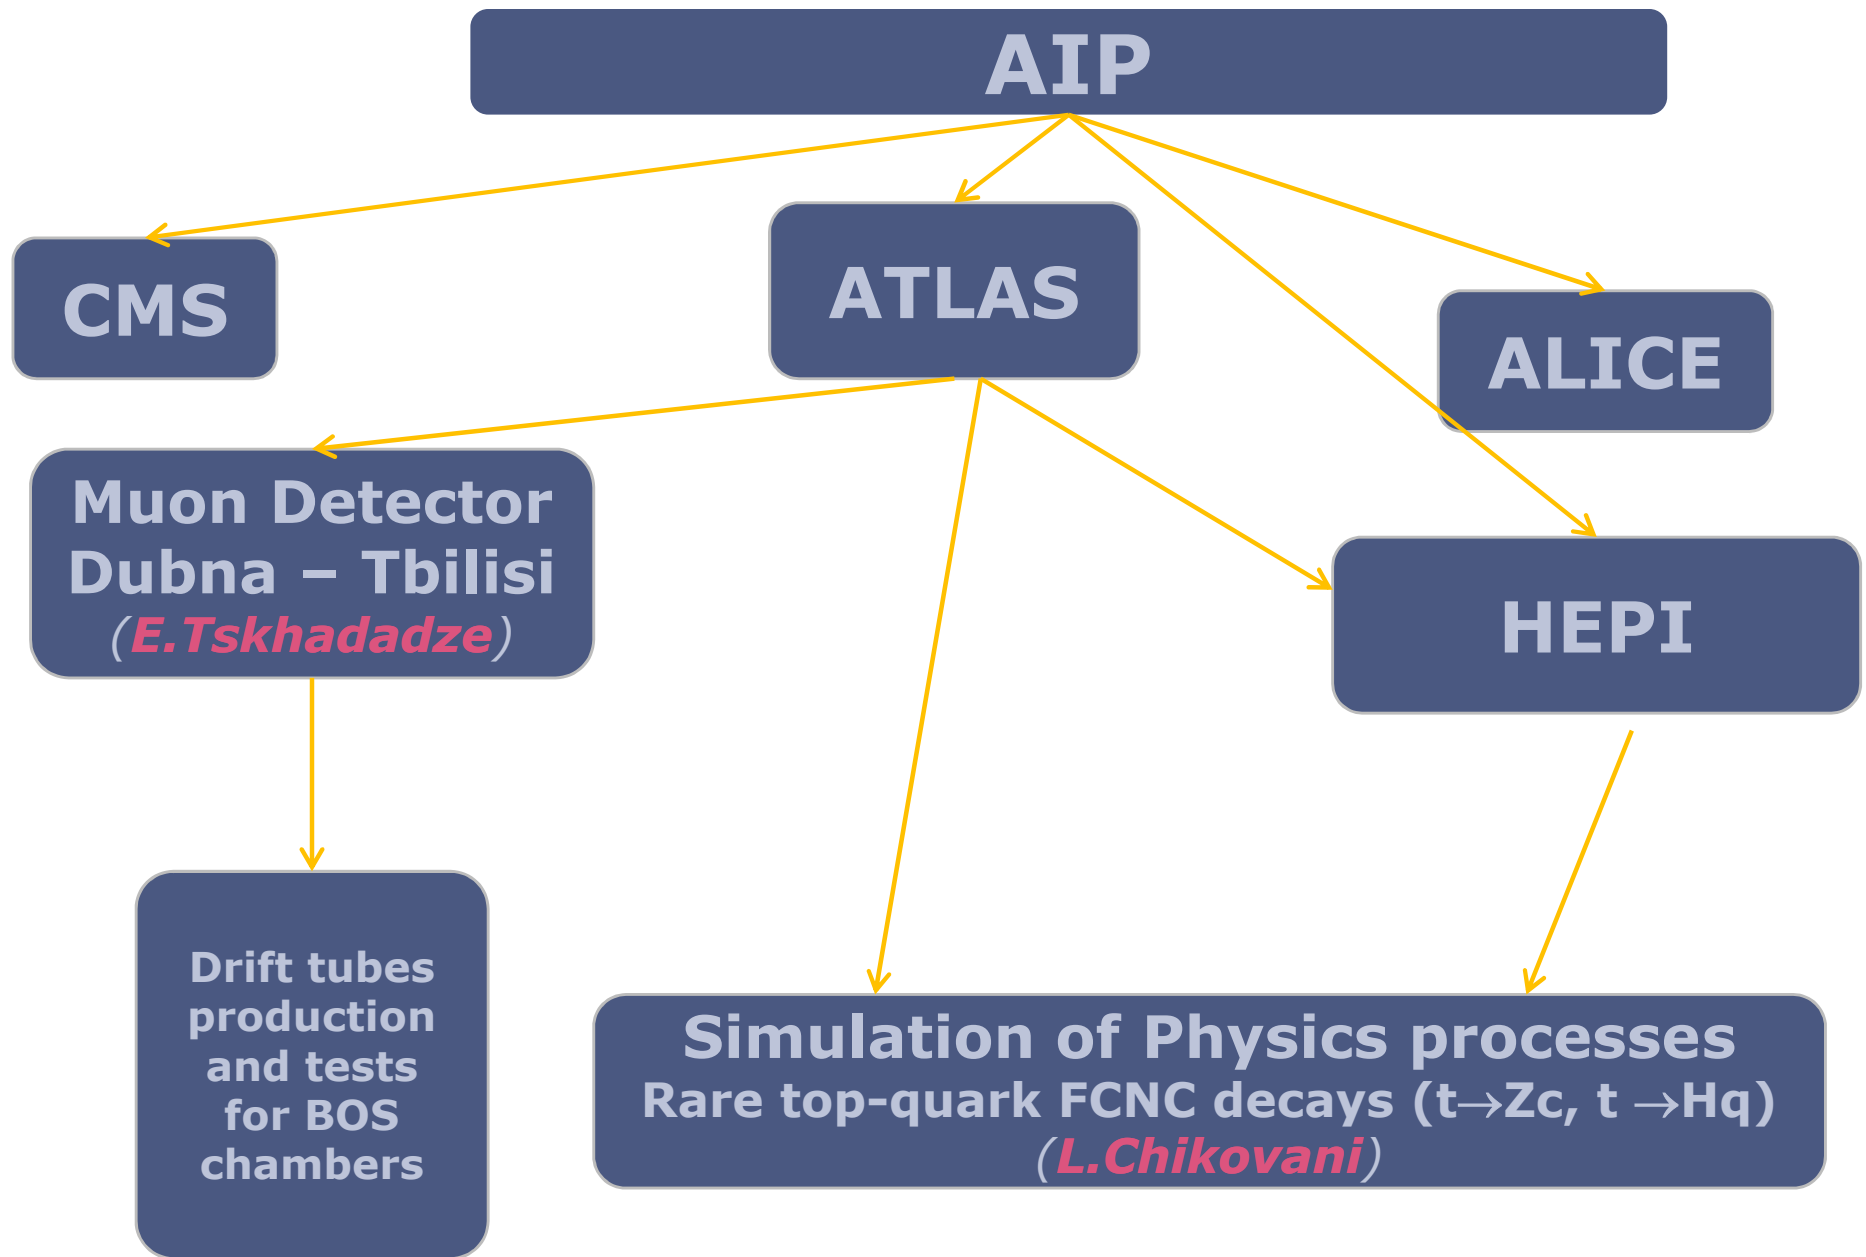 AIP
CMS
ATLAS
ALICE
Muon Detector
Dubna – Tbilisi
(E.Tskhadadze)
HEPI
Drift tubes
production
and tests
for BOS
chambers
Simulation of Physics processes
Rare top-quark FCNC decays (t→Zc, t →Hq)
(L.Chikovani)